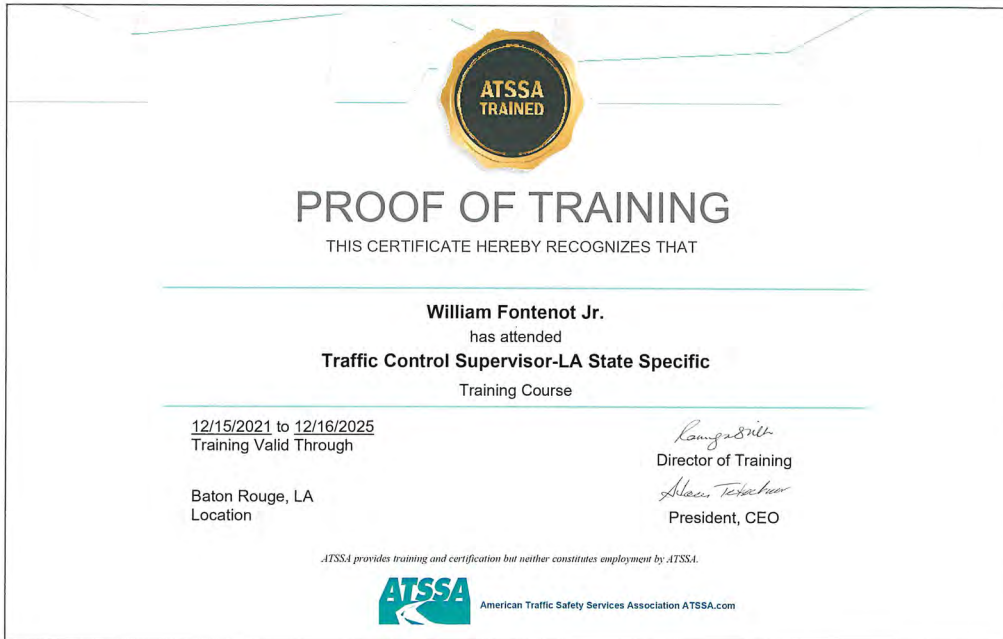 ATSSA
TRAINED
PROOF OF TRAINING
THIS CERTIFICATE HEREBY RECOGNIZES THAT
William Fontenot Jr.
has attended
Traffic Control Supervisor-LA State Specific
Training Course
12/15/2021 to 12/16/2025
Training Valid Through
Director of Training
Baton Rouge, LA
Location
President, CEO
ATSSA provides training and certification but neither constitutes employment by ATSSA.
ATSSA
American Traffic Safety Services Association ATSSA.com